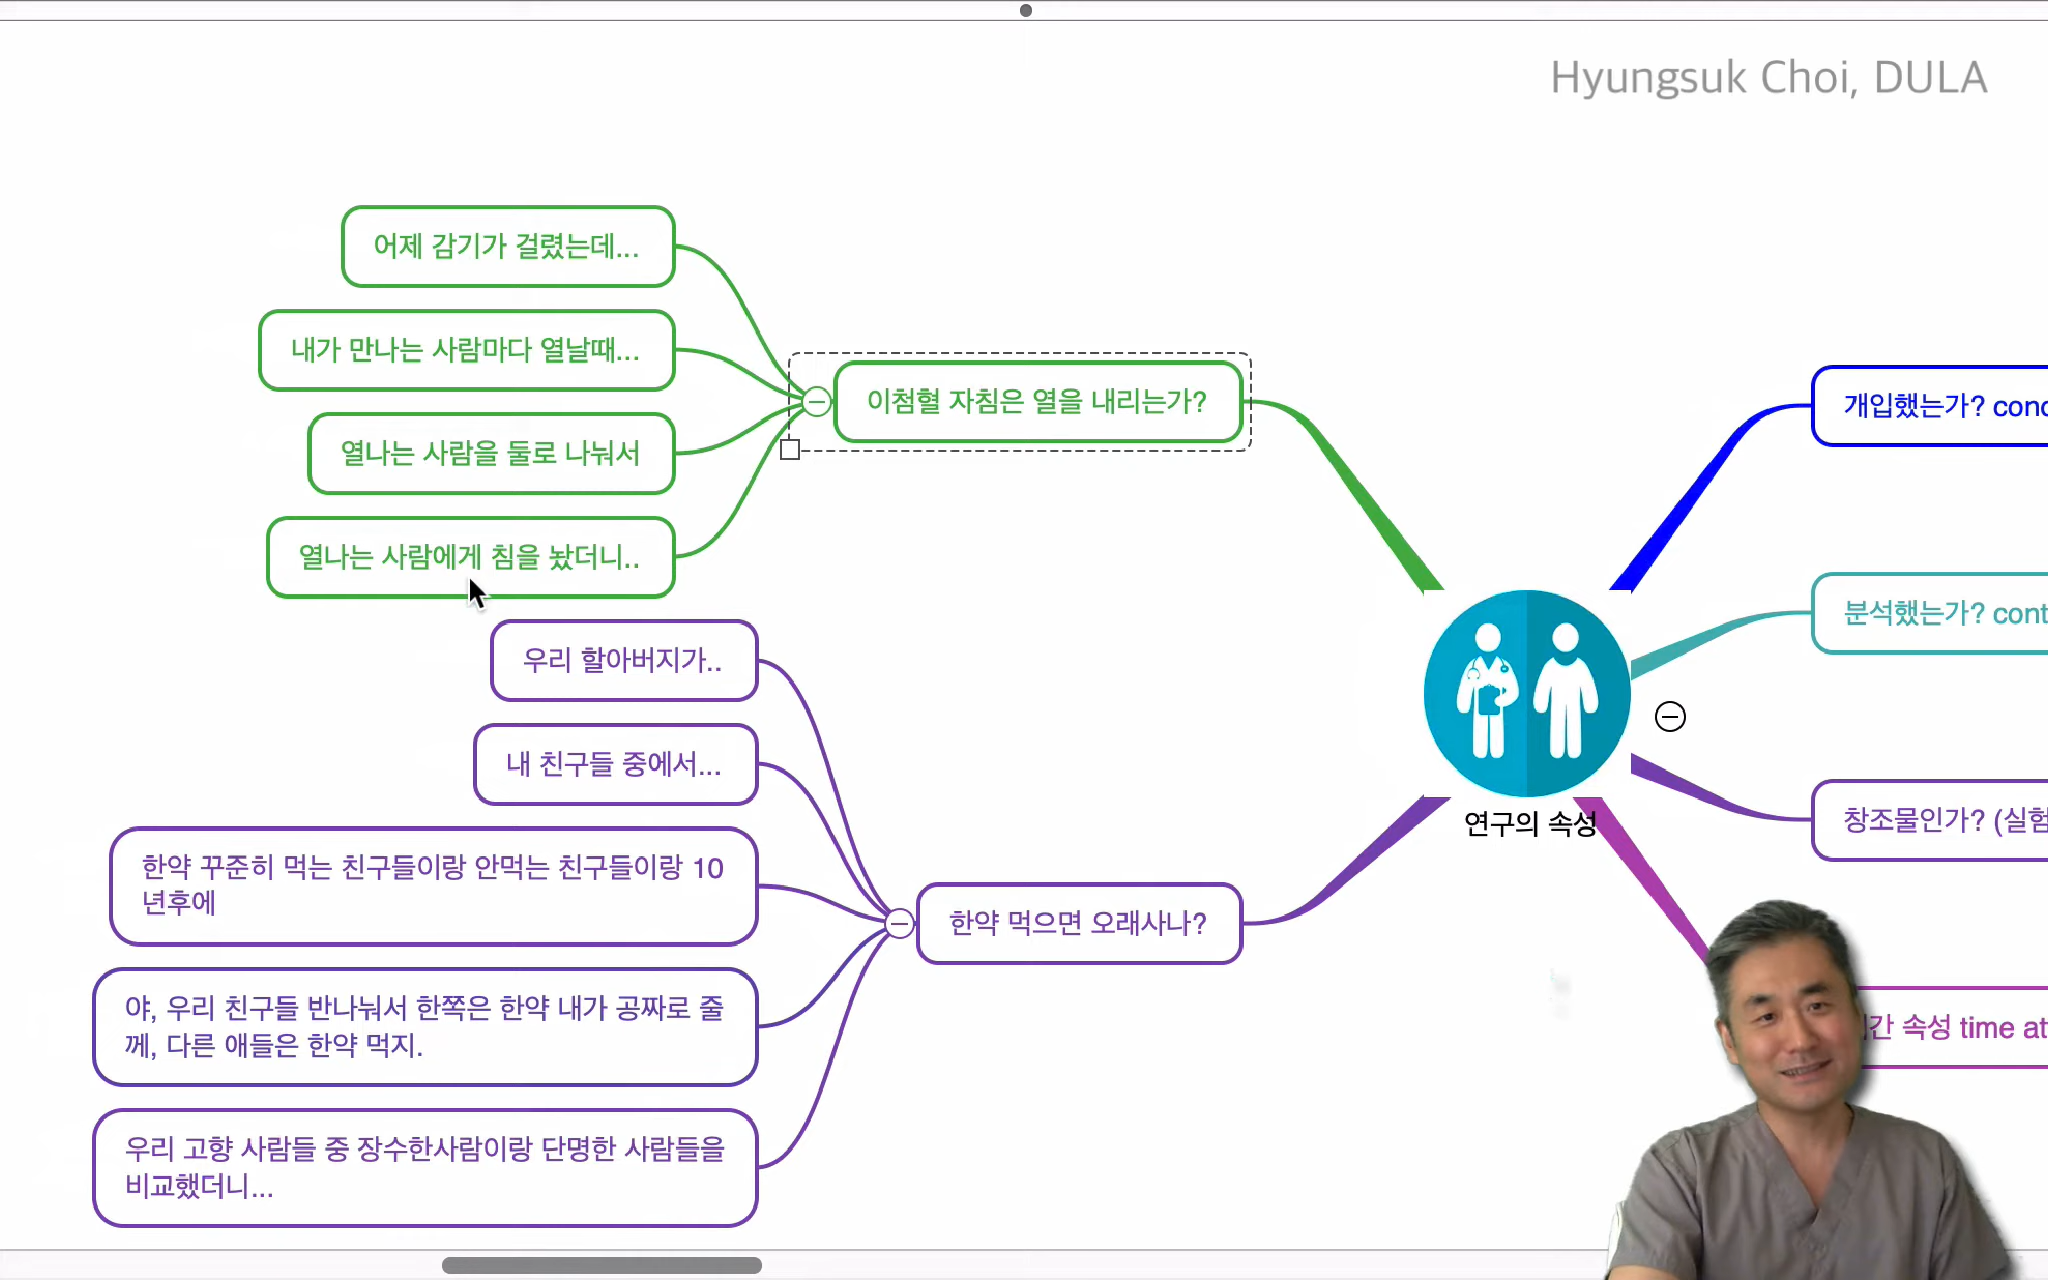 Hyungsuk Choi, DULA
어제 감기가 걸렸는데...
내가 만나는 사람마다 열날때...
열나는 사람을 둘로 나눠서
열나는 사람에게 침을 놨더니..
이첨혈 자침은 열을 내리는가?
우리 할아버지가..
내 친구들 중에서...
한약 꾸준히 먹는 친구들이랑 안먹는 친구들이랑 10
년후에
야, 우리 친구들 반나눠서 한쪽은 한약 내가 공짜로 줄
께, 다른 애들은 한약 먹지.
우리 고향 사람들 중 장수한사람이랑 단명한 사람들을
비교했더니...
한약 먹으면 오래사나?
연구의 속성
개입했는가?
분석했는가?
창조물인가? (실험
속성 time